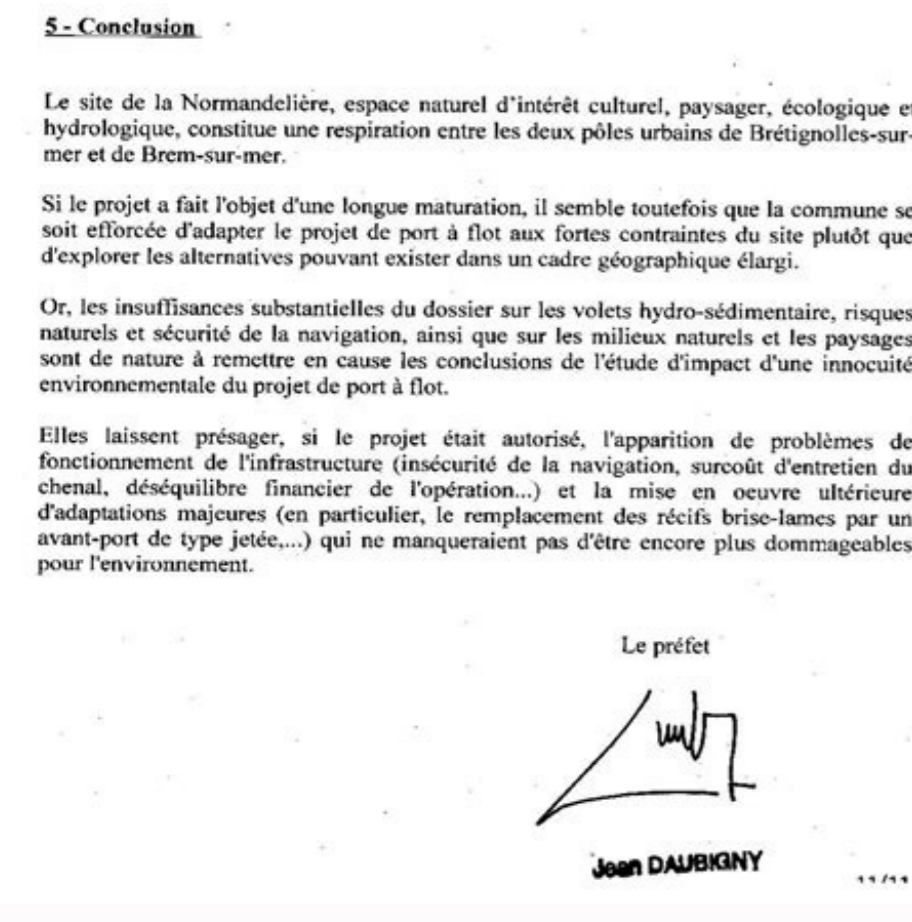 5 - Conclusion
Le site de la Normandelière, espace naturel d'intérêt culturel, paysager, écologique et
hydrologique, constitue une respiration entre les deux pôles urbains de Brétignolles-sur-
mer et de Brem-sur-mer.
Si le projet a fait l'objet d'une longue maturation, il semble toutefois que la commune se
soit efforcée d'adapter le projet de port à flot aux fortes contraintes du site plutôt que
d'explorer les alternatives pouvant exister dans un cadre géographique élargi.
Or, les insuffisances substantielles du dossier sur les volets hydro-sédimentaire, risques
naturels et sécurité de la navigation, ainsi que sur les milieux naturels et les paysages
sont de nature à remettre en cause les conclusions de l'étude d'impact d'une innocuité
environnementale du projet de port à flot.
Elles laissent présager, si le projet était autorisé, l'apparition de problèmes de
fonctionnement de l'infrastructure (insécurité de la navigation, surcoût d'entretien du
chenal, déséquilibre financier de l'opération...) et la mise en oeuvre ultérieure
d'adaptations majeures (en particulier, le remplacement des récifs brise-lames par un
avant-port de type jetée,...) qui ne manqueraient pas d'être encore plus dommageables
pour l'environnement.
Le préfet
Jean DAUBIGNY
11/11